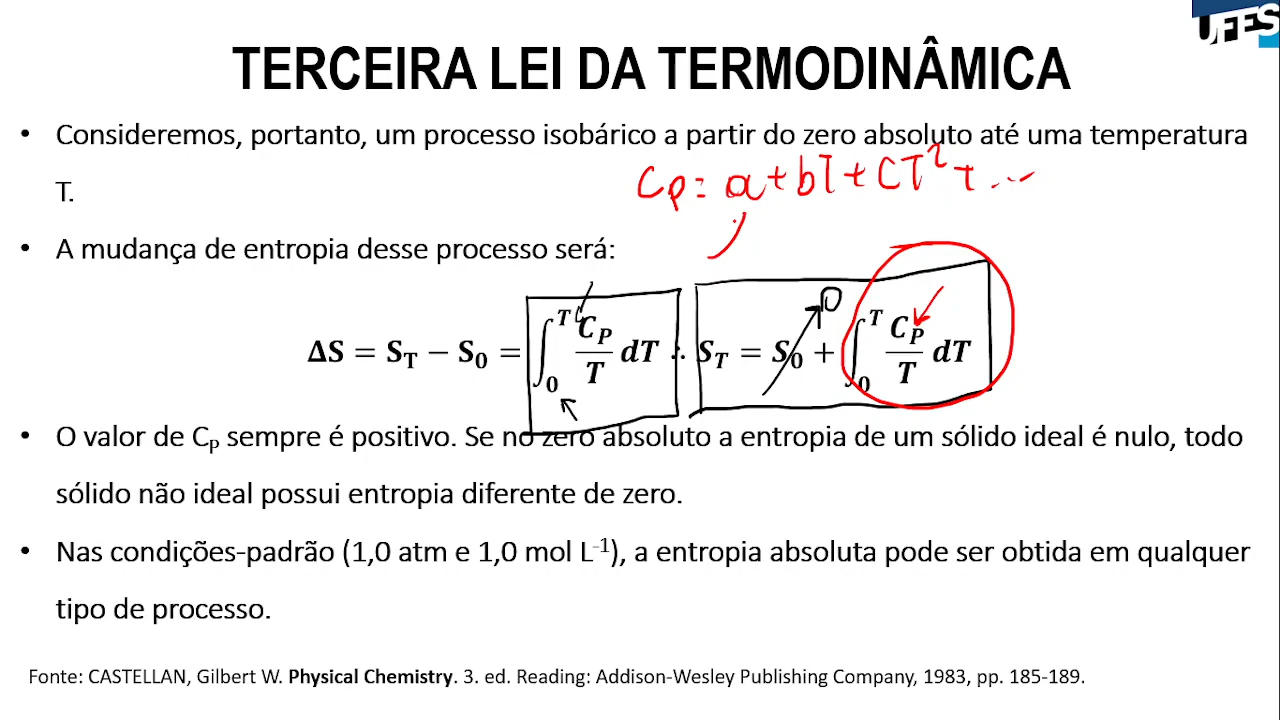 UFES
TERCEIRA LEI DA TERMODINÂMICA
• Consideremos, portanto, um processo isobárico a partir do zero absoluto até uma temperatura
T.
Cp = a + bT + CT² + ...
• A mudança de entropia desse processo será:
ΔS = S_T − S_0 = ∫_0^T C_P/T dT ∴ S_T = S_0 + ∫_0^T C_P/T dT
0
• O valor de C_P sempre é positivo. Se no zero absoluto a entropia de um sólido ideal é nulo, todo
sólido não ideal possui entropia diferente de zero.
• Nas condições-padrão (1,0 atm e 1,0 mol L⁻¹), a entropia absoluta pode ser obtida em qualquer
tipo de processo.
Fonte: CASTELLAN, Gilbert W. Physical Chemistry. 3. ed. Reading: Addison-Wesley Publishing Company, 1983, pp. 185-189.